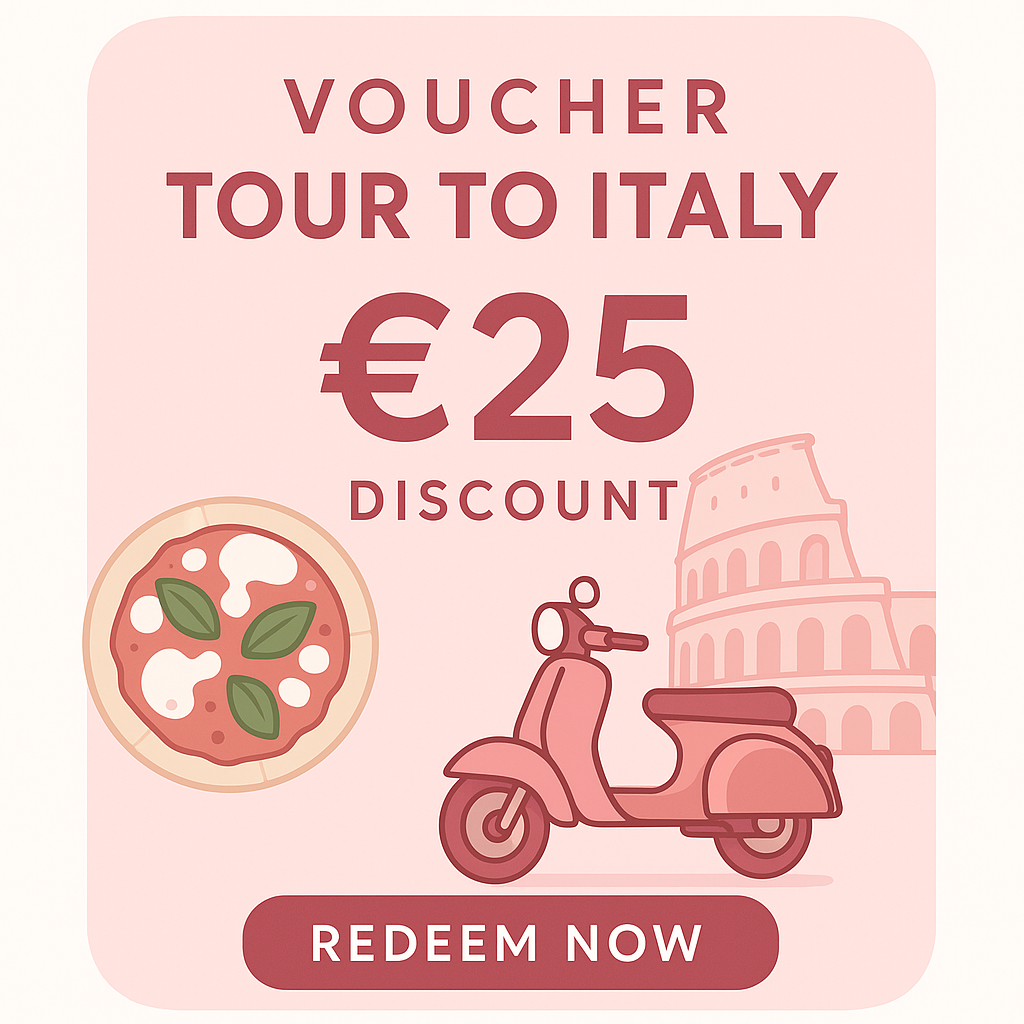 VOUCHER
TOUR TO ITALY
€25
DISCOUNT
REDEEM NOW